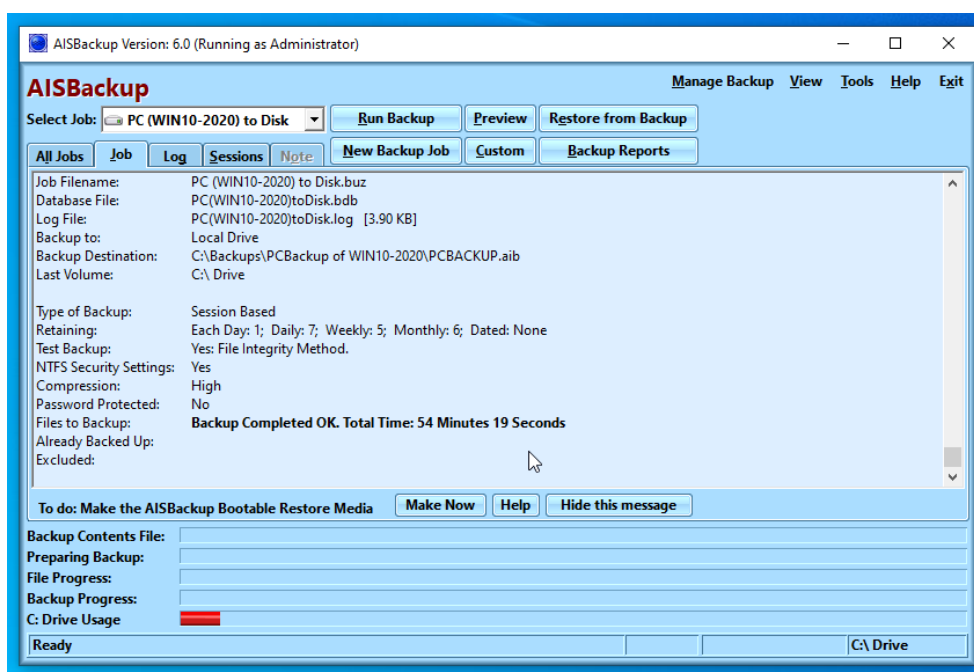 AISBackup Version: 6.0 (Running as Administrator)
AISBackup
Manage Backup View Tools Help Exit
Select Job: PC (WIN10-2020) to Disk Run Backup Preview Restore from Backup
All Jobs Job Log Sessions Note New Backup Job Custom Backup Reports
Job Filename: PC (WIN10-2020) to Disk.buz
Database File: PC(WIN10-2020)toDisk.bdb
Log File: PC(WIN10-2020)toDisk.log [3.90 KB]
Backup to: Local Drive
Backup Destination: C:\Backups\PCBackup of WIN10-2020\PCBACKUP.aib
Last Volume: C:\ Drive
Type of Backup: Session Based
Retaining: Each Day: 1; Daily: 7; Weekly: 5; Monthly: 6; Dated: None
Test Backup: Yes: File Integrity Method.
NTFS Security Settings: Yes
Compression: High
Password Protected: No
Files to Backup: Backup Completed OK. Total Time: 54 Minutes 19 Seconds
Already Backed Up:
Excluded:
To do: Make the AISBackup Bootable Restore Media Make Now Help Hide this message
Backup Contents File:
Preparing Backup:
File Progress:
Backup Progress:
C: Drive Usage
Ready C:\ Drive